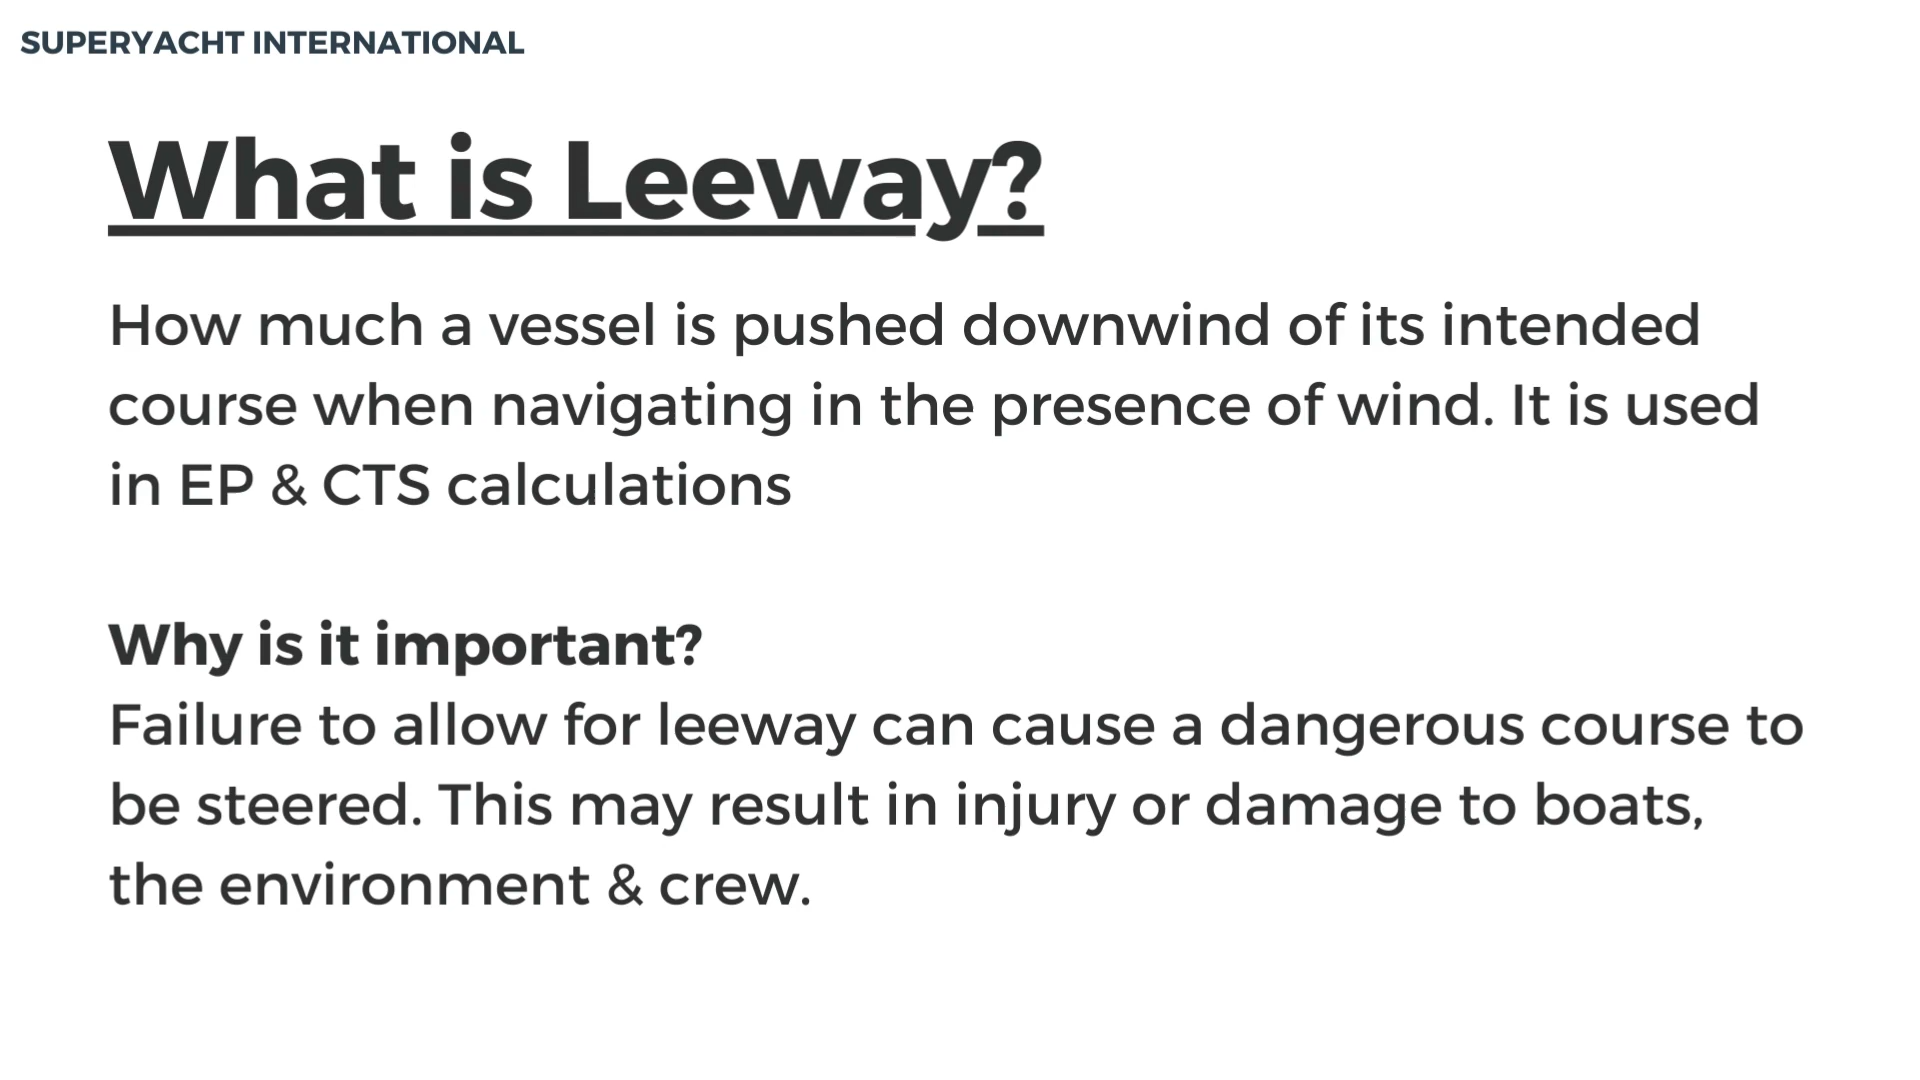 SUPERYACHT INTERNATIONAL
What is Leeway?
How much a vessel is pushed downwind of its intended
course when navigating in the presence of wind. It is used
in EP & CTS calculations
Why is it important?
Failure to allow for leeway can cause a dangerous course to
be steered. This may result in injury or damage to boats,
the environment & crew.